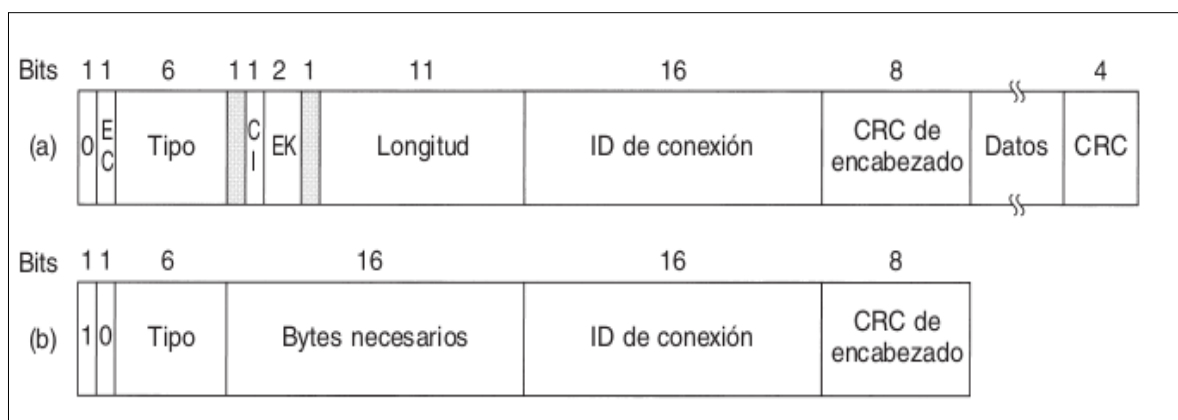 Bits 1 1 6 1 1 2 1 11 16 8 4
(a) 0 E C Tipo C I EK Longitud ID de conexión CRC de encabezado Datos CRC
Bits 1 1 6 16 16 8
(b) 1 0 Tipo Bytes necesarios ID de conexión CRC de encabezado